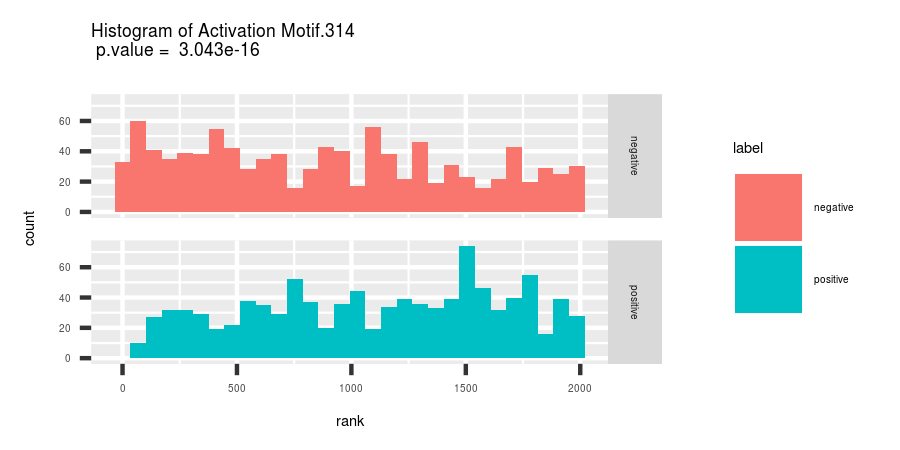 Histogram of Activation Motif.314
p.value = 3.043e-16
count
60
40
20
0
negative
60
40
20
0
positive
0 500 1000 1500 2000
rank
label
negative
positive